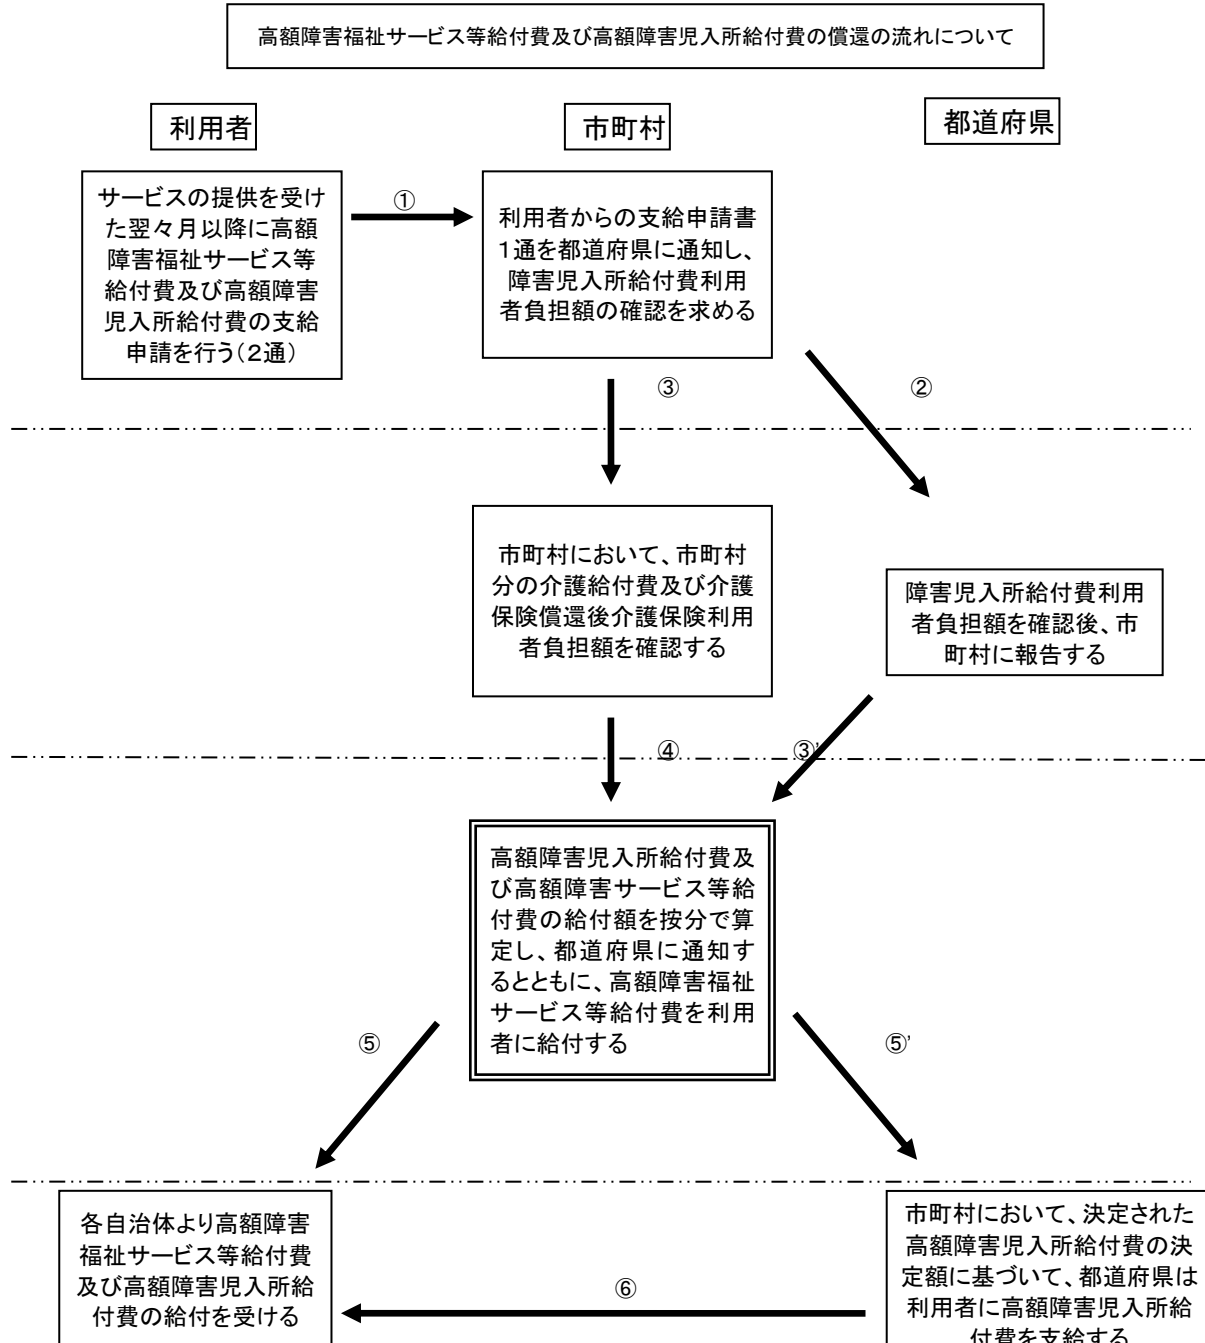 高額障害福祉サービス等給付費及び高額障害児入所給付費の償還の流れについて
利用者
市町村
都道府県
サービスの提供を受け
た翌々月以降に高額
障害福祉サービス等
給付費及び高額障害
児入所給付費の支給
申請を行う(2通)
①
利用者からの支給申請書
1通を都道府県に通知し、
障害児入所給付費利用
者負担額の確認を求める
③
②
市町村において、市町村
分の介護給付費及び介護
保険償還後介護保険利用
者負担額を確認する
障害児入所給付費利用
者負担額を確認後、市
町村に報告する
④
③'
高額障害児入所給付費及
び高額障害サービス等給
付費の給付額を按分で算
定し、都道府県に通知す
るとともに、高額障害福祉
サービス等給付費を利用
者に給付する
⑤
⑤'
各自治体より高額障害
福祉サービス等給付費
及び高額障害児入所給
付費の給付を受ける
⑥
市町村において、決定された
高額障害児入所給付費の決
定額に基づいて、都道府県は
利用者に高額障害児入所給
付費を支給する